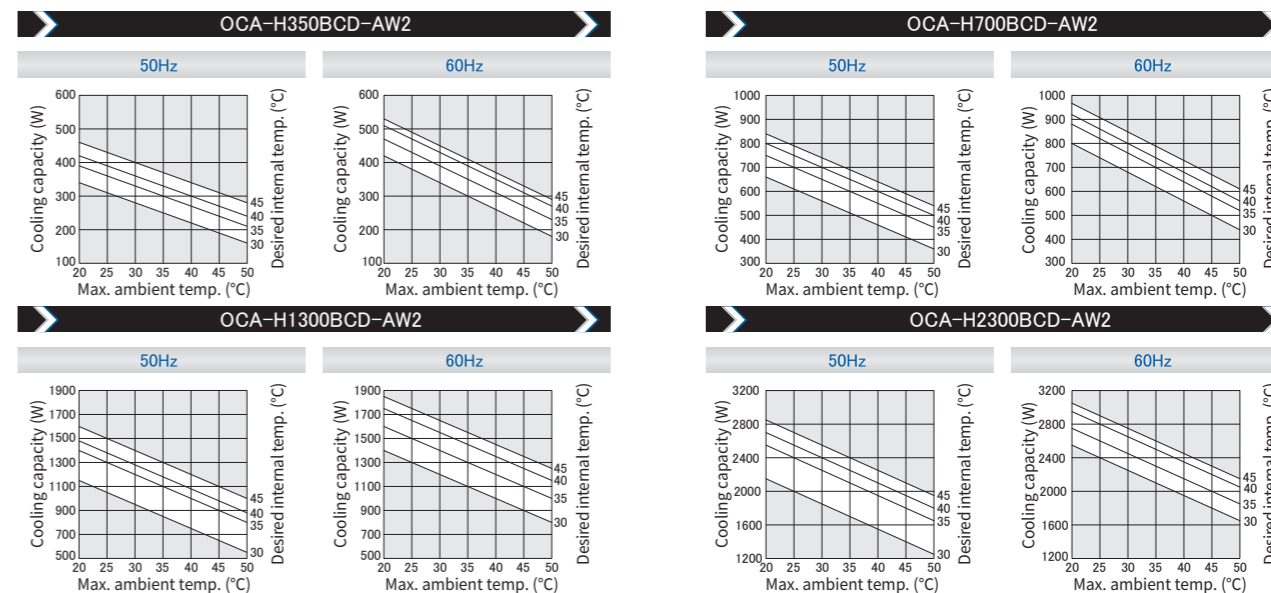 OCA-H350BCD-AW2
50Hz
Cooling capacity (W)
600
500
400
300
200
100
20 25 30 35 40 45 50
Max. ambient temp. (°C)
45
40
35
30
Desired internal temp. (°C)
60Hz
Cooling capacity (W)
600
500
400
300
200
100
20 25 30 35 40 45 50
Max. ambient temp. (°C)
45
40
35
30
Desired internal temp. (°C)
OCA-H700BCD-AW2
50Hz
Cooling capacity (W)
1000
900
800
700
600
500
400
300
20 25 30 35 40 45 50
Max. ambient temp. (°C)
45
40
35
30
Desired internal temp. (°C)
60Hz
Cooling capacity (W)
1000
900
800
700
600
500
400
300
20 25 30 35 40 45 50
Max. ambient temp. (°C)
45
40
35
30
Desired internal temp. (°C)
OCA-H1300BCD-AW2
50Hz
Cooling capacity (W)
1900
1700
1500
1300
1100
900
700
500
20 25 30 35 40 45 50
Max. ambient temp. (°C)
45
40
35
30
Desired internal temp. (°C)
60Hz
Cooling capacity (W)
1900
1700
1500
1300
1100
900
700
500
20 25 30 35 40 45 50
Max. ambient temp. (°C)
45
40
35
30
Desired internal temp. (°C)
OCA-H2300BCD-AW2
50Hz
Cooling capacity (W)
3200
2800
2400
2000
1600
1200
20 25 30 35 40 45 50
Max. ambient temp. (°C)
45
40
35
30
Desired internal temp. (°C)
60Hz
Cooling capacity (W)
3200
2800
2400
2000
1600
1200
20 25 30 35 40 45 50
Max. ambient temp. (°C)
45
40
35
30
Desired internal temp. (°C)